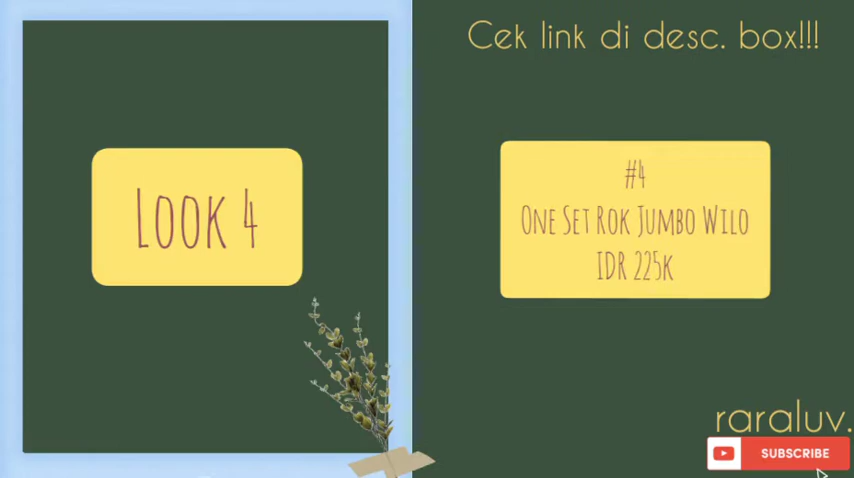 Look 4
Cek link di desc. box!!!
#4
One Set Rok Jumbo Wilo
IDR 225K
raraluv.
SUBSCRIBE